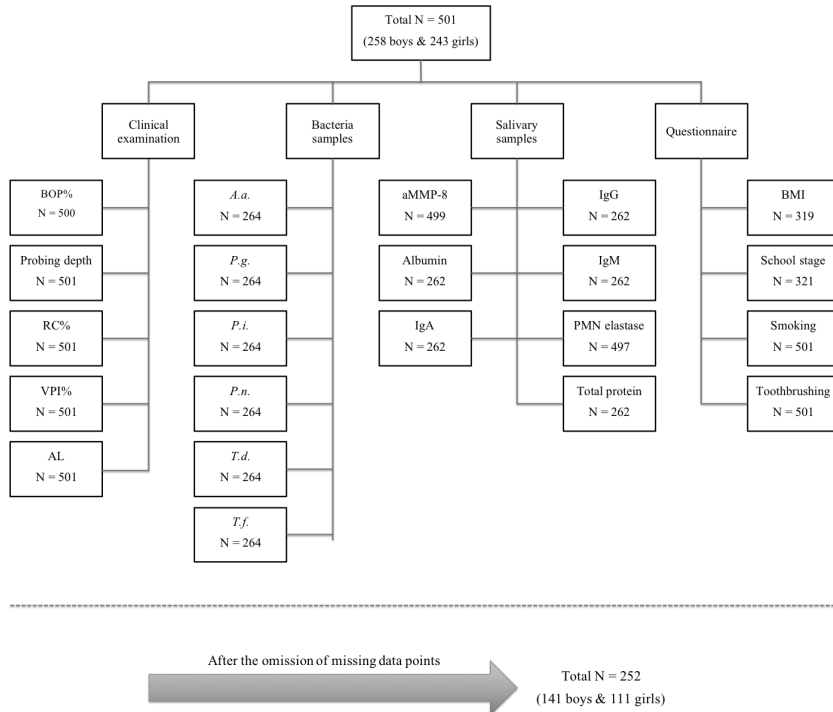 Total N = 501
(258 boys & 243 girls)
Clinical
examination
Bacteria
samples
Salivary
samples
Questionnaire
BOP%
N = 500
Probing depth
N = 501
RC%
N = 501
VPI%
N = 501
AL
N = 501
A.a.
N = 264
P.g.
N = 264
P.i.
N = 264
P.n.
N = 264
T.d.
N = 264
T.f.
N = 264
aMMP-8
N = 499
Albumin
N = 262
IgA
N = 262
IgG
N = 262
IgM
N = 262
PMN elastase
N = 497
Total protein
N = 262
BMI
N = 319
School stage
N = 321
Smoking
N = 501
Toothbrushing
N = 501
After the omission of missing data points
Total N = 252
(141 boys & 111 girls)